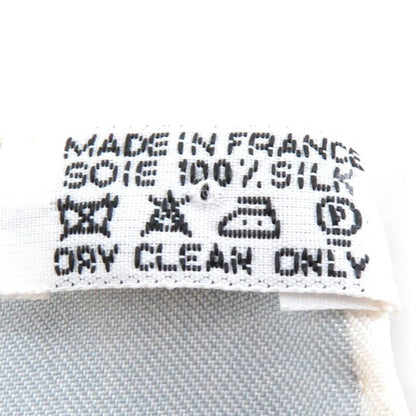 MADE IN FRANCE
SOIE 100% SILK
P
DRY CLEAN ONLY